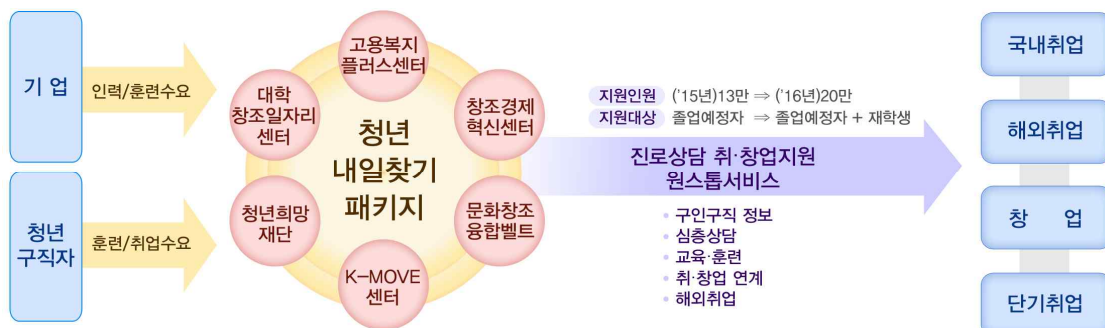 기 업
인력/훈련수요
청년
구직자
훈련/취업수요
고용복지
플러스센터
대학
창조일자리
센터
창조경제
혁신센터
청년
내일찾기
패키지
청년희망
재단
문화창조
융합벨트
K-MOVE
센터
지원인원 ('15년)13만 ⇒ ('16년)20만
지원대상 졸업예정자 ⇒ 졸업예정자 + 재학생
진로상담 취·창업지원
원스톱서비스
• 구인구직 정보
• 심층상담
• 교육·훈련
• 취·창업 연계
• 해외취업
국내취업
해외취업
창 업
단기취업